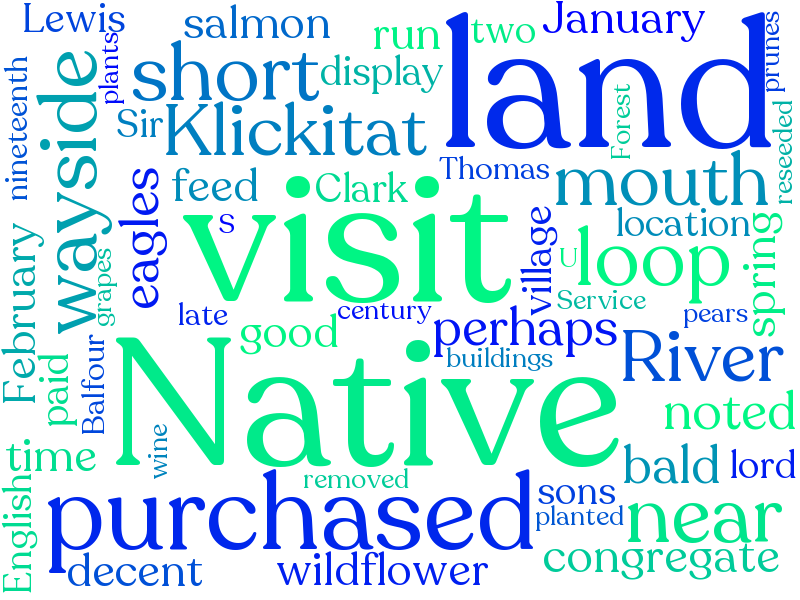 Lewis
salmon
run
two
January
prunes
plants
wayside
short
display
land
nineteenth
Sir
Klickitat
Forest
reseeded
Thomas
mouth
eagles
feed
Clark
visit
s
village
location
U
loop
spring
February
grapes
Service
late
century
pears
good
perhaps
buildings
River
paid
Balfour
Native
noted
wine
time
bald
lord
removed
English
purchased
sons
planted
near
decent
wildflower
congregate